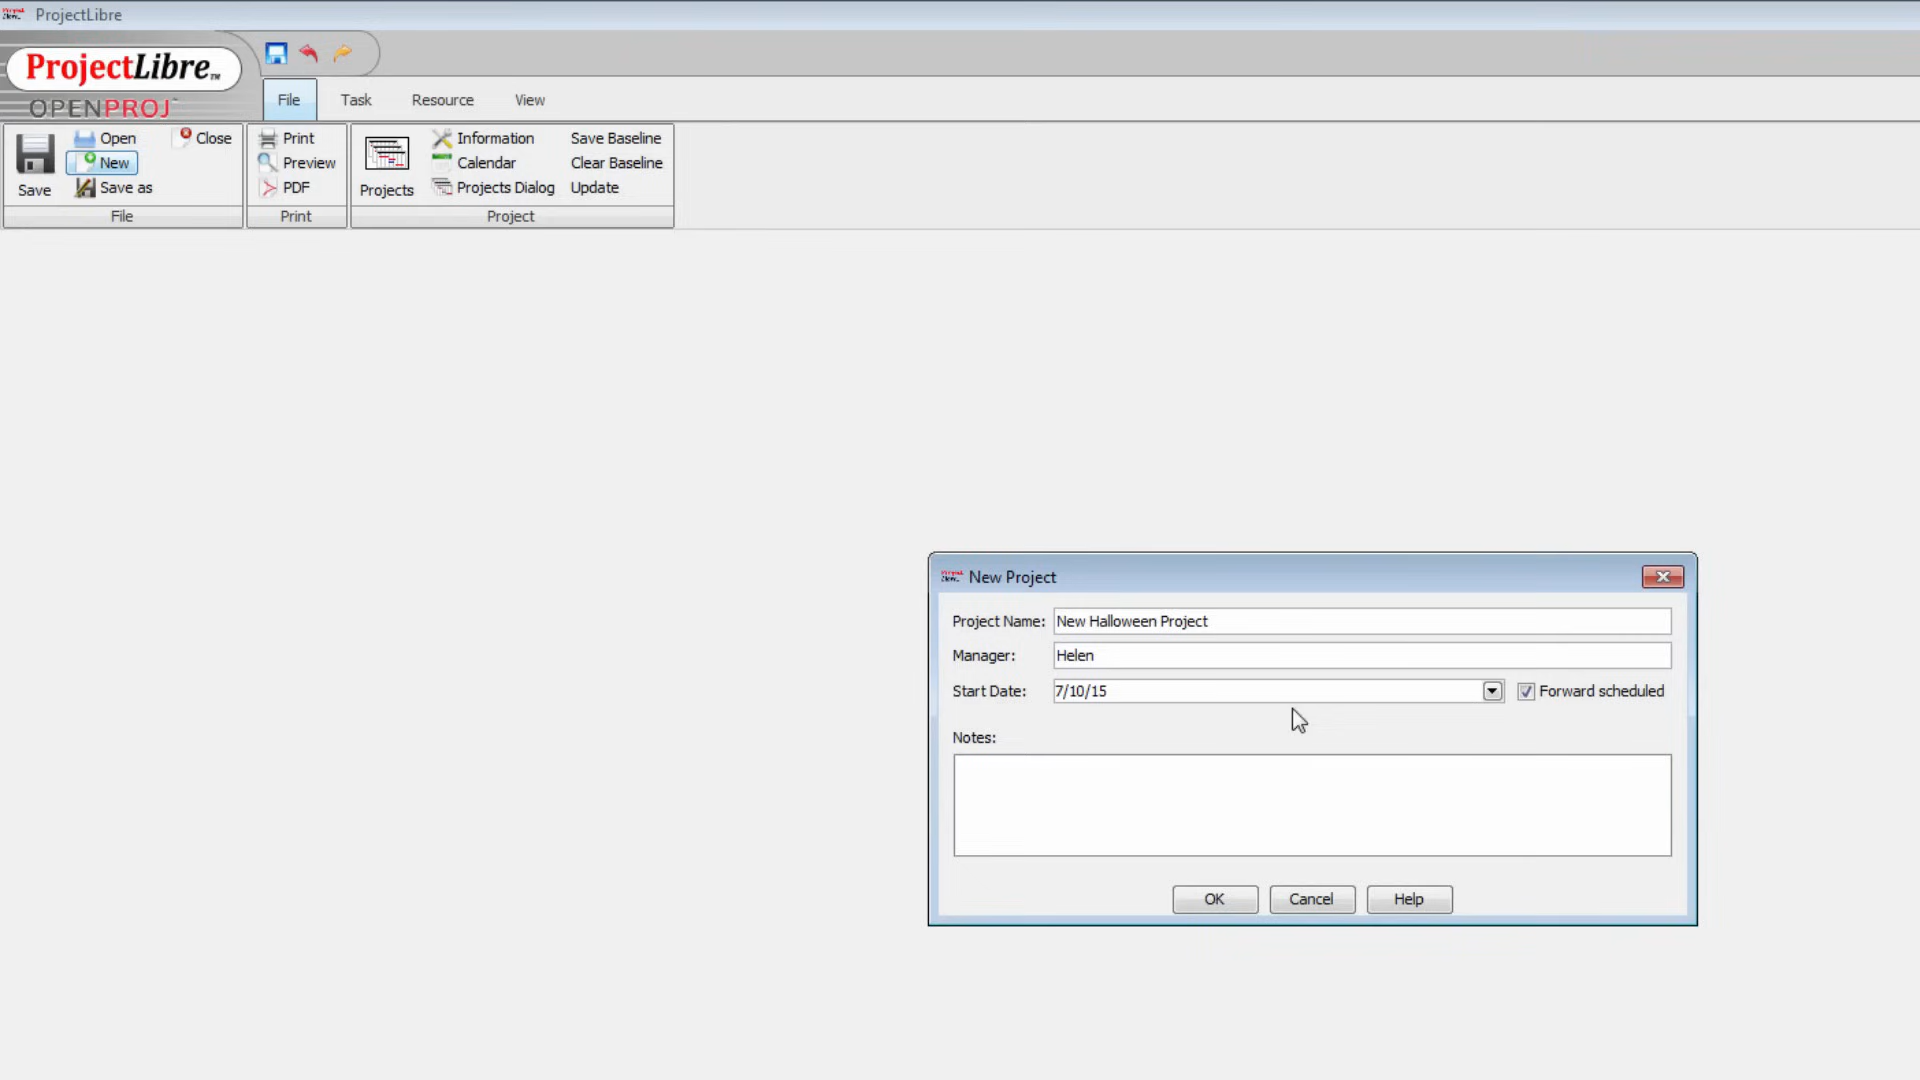 ProjectLibre
ProjectLibre™
OPENPROJ
File Task Resource View
Save
Open
New
Save as
Close
File
Print
Preview
PDF
Print
Projects
Information
Calendar
Projects Dialog
Save Baseline
Clear Baseline
Update
Project
New Project
Project Name: New Halloween Project
Manager: Helen
Start Date: 7/10/15 Forward scheduled
Notes:
OK Cancel Help